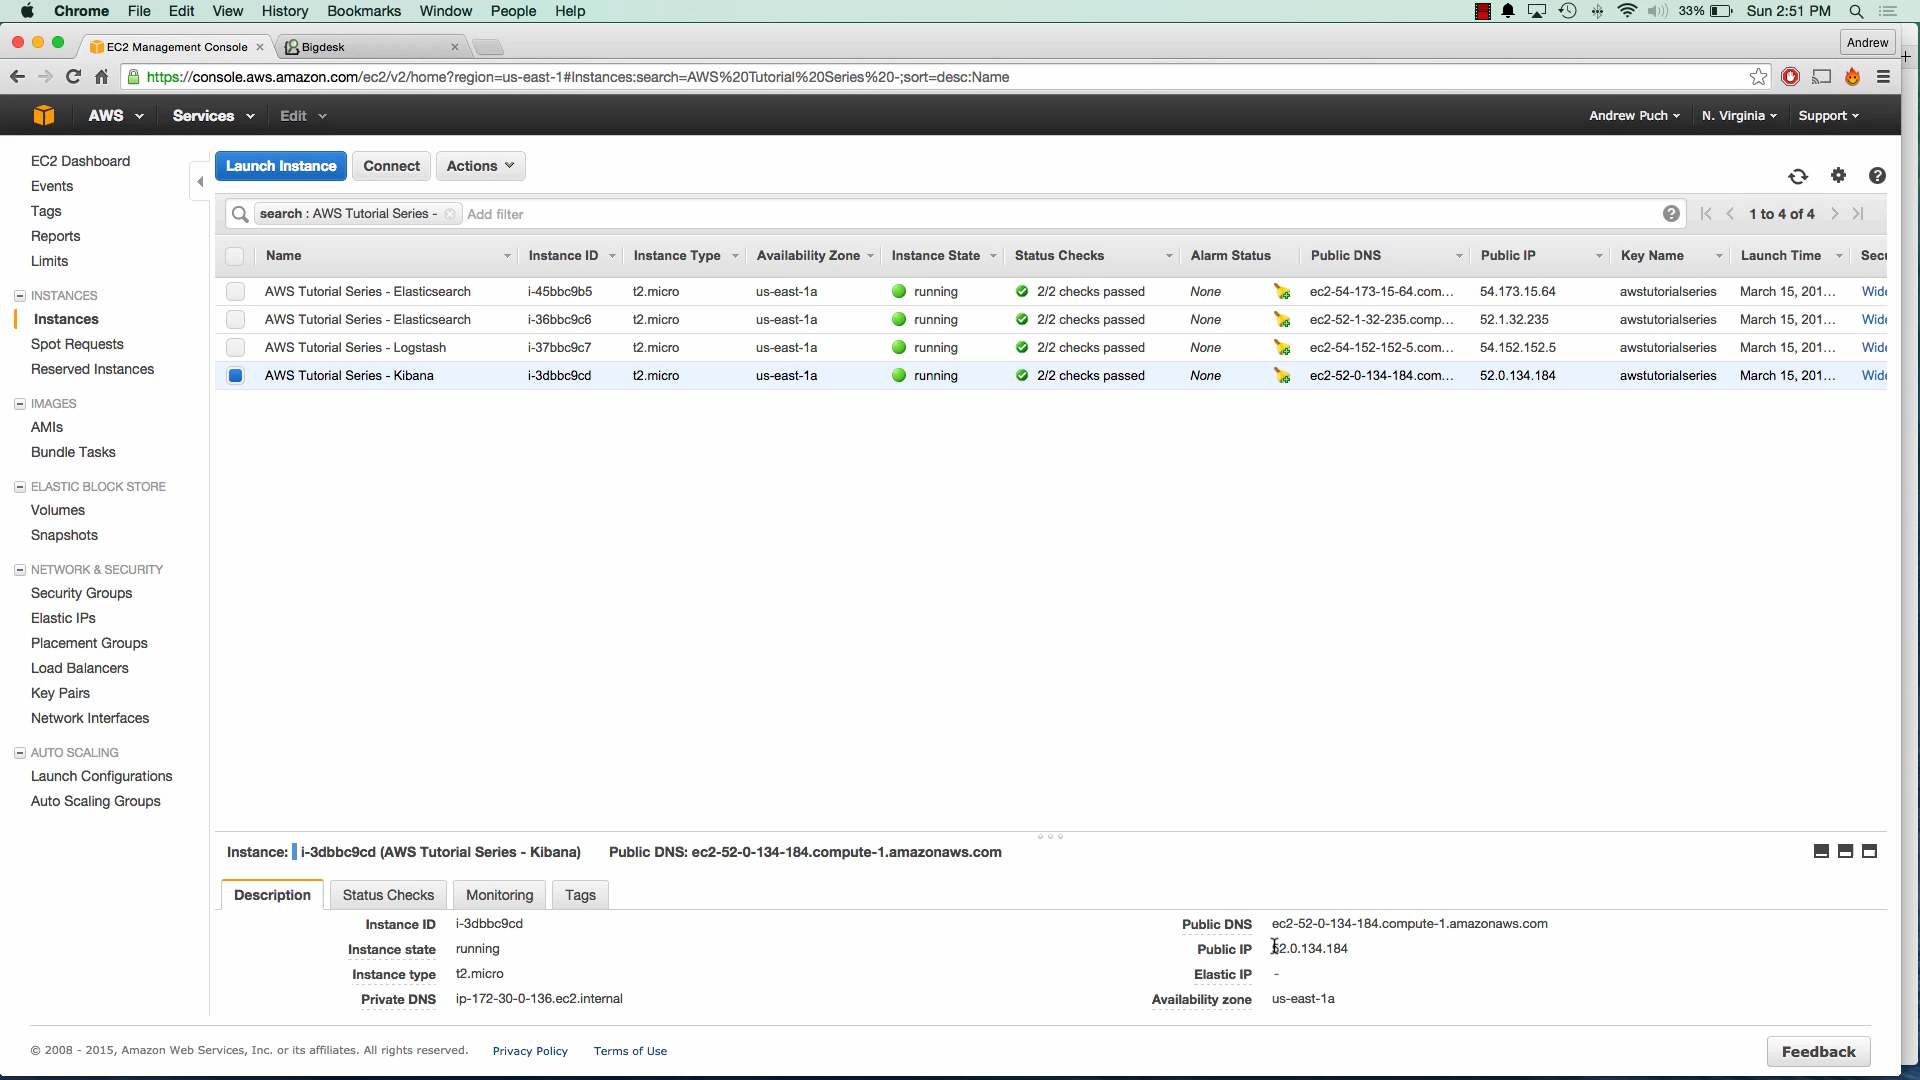 Chrome File Edit View History Bookmarks Window People Help 33% Sun 2:51 PM
EC2 Management Console Bigdesk Andrew
https://console.aws.amazon.com/ec2/v2/home?region=us-east-1#Instances:search=AWS%20Tutorial%20Series%20-;sort=desc:Name
AWS Services Edit Andrew Puch N. Virginia Support
EC2 Dashboard
Events
Tags
Reports
Limits
INSTANCES
Instances
Spot Requests
Reserved Instances
IMAGES
AMIs
Bundle Tasks
ELASTIC BLOCK STORE
Volumes
Snapshots
NETWORK & SECURITY
Security Groups
Elastic IPs
Placement Groups
Load Balancers
Key Pairs
Network Interfaces
AUTO SCALING
Launch Configurations
Auto Scaling Groups
Launch Instance Connect Actions
search : AWS Tutorial Series - Add filter 1 to 4 of 4
Name Instance ID Instance Type Availability Zone Instance State Status Checks Alarm Status Public DNS Public IP Key Name Launch Time Secu
AWS Tutorial Series - Elasticsearch i-45bbc9b5 t2.micro us-east-1a running 2/2 checks passed None ec2-54-173-15-64.com... 54.173.15.64 awstutorialseries March 15, 201... Wide
AWS Tutorial Series - Elasticsearch i-36bbc9c6 t2.micro us-east-1a running 2/2 checks passed None ec2-52-1-32-235.comp... 52.1.32.235 awstutorialseries March 15, 201... Wide
AWS Tutorial Series - Logstash i-37bbc9c7 t2.micro us-east-1a running 2/2 checks passed None ec2-54-152-152-5.com... 54.152.152.5 awstutorialseries March 15, 201... Wide
AWS Tutorial Series - Kibana i-3dbbc9cd t2.micro us-east-1a running 2/2 checks passed None ec2-52-0-134-184.com... 52.0.134.184 awstutorialseries March 15, 201... Wide
Instance: i-3dbbc9cd (AWS Tutorial Series - Kibana) Public DNS: ec2-52-0-134-184.compute-1.amazonaws.com
Description Status Checks Monitoring Tags
Instance ID i-3dbbc9cd Public DNS ec2-52-0-134-184.compute-1.amazonaws.com
Instance state running Public IP 52.0.134.184
Instance type t2.micro Elastic IP -
Private DNS ip-172-30-0-136.ec2.internal Availability zone us-east-1a
© 2008 - 2015, Amazon Web Services, Inc. or its affiliates. All rights reserved. Privacy Policy Terms of Use Feedback